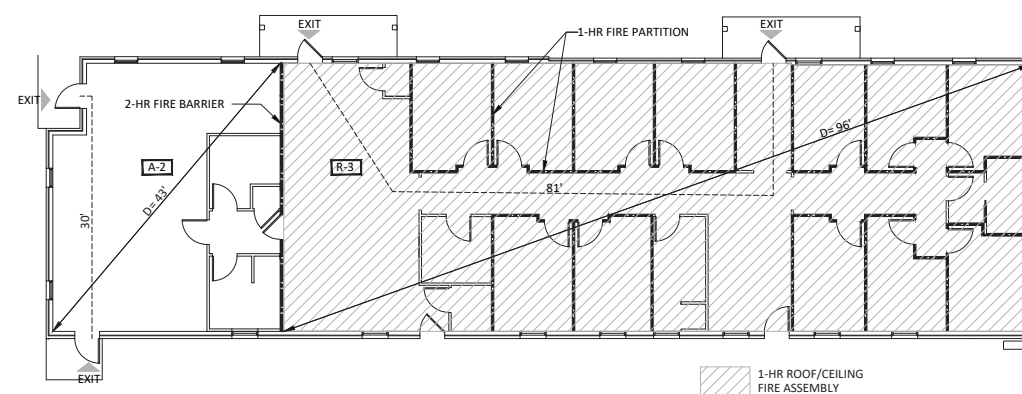 EXIT
EXIT
1-HR FIRE PARTITION
EXIT
2-HR FIRE BARRIER
D= 96'
A-2
R-3
81'
D= 43'
30'
EXIT
1-HR ROOF/CEILING
FIRE ASSEMBLY